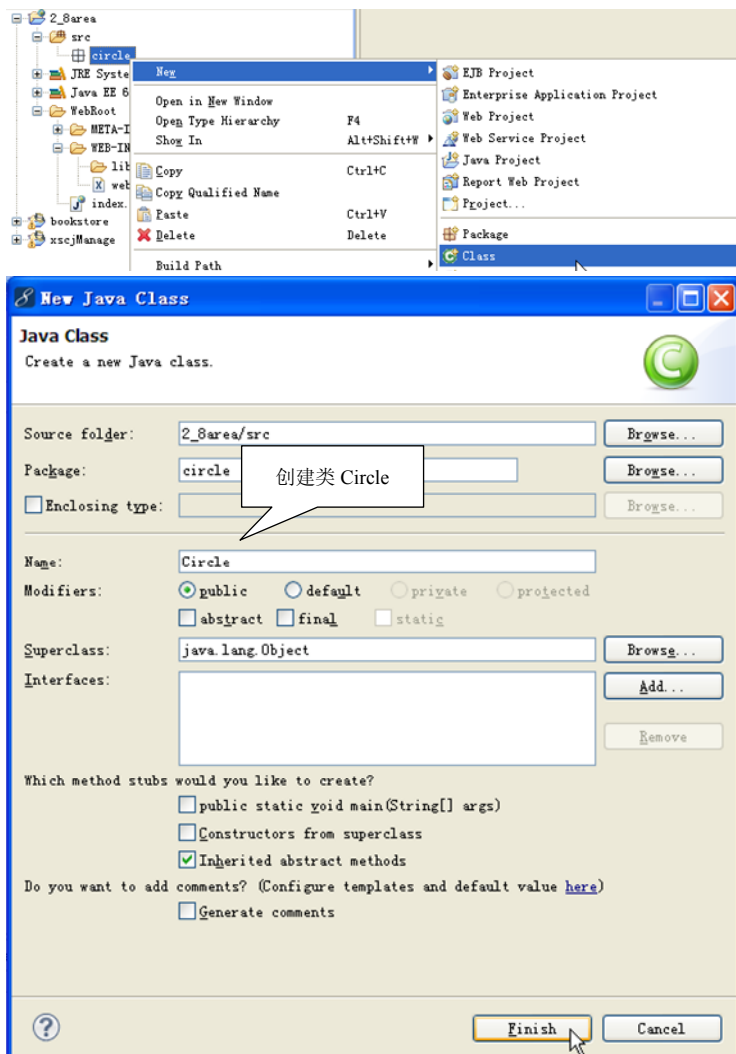 2_8area
src
circle
JRE Syste
Java EE 6
WebRoot
META-I
WEB-IN
lib
web
index.
bookstore
xscjManage
New
Open in New Window
Open Type Hierarchy F4
Show In Alt+Shift+W
Copy Ctrl+C
Copy Qualified Name
Paste Ctrl+V
Delete Delete
Build Path
EJB Project
Enterprise Application Project
Web Project
Web Service Project
Java Project
Report Web Project
Project...
Package
Class
New Java Class
Java Class
Create a new Java class.
Source folder: 2_8area/src Browse...
Package: circle Browse...
创建类 Circle
Enclosing type: Browse...
Name: Circle
Modifiers: public default private protected
abstract final static
Superclass: java.lang.Object Browse...
Interfaces: Add...
Remove
Which method stubs would you like to create?
public static void main(String[] args)
Constructors from superclass
Inherited abstract methods
Do you want to add comments? (Configure templates and default value here)
Generate comments
Finish Cancel